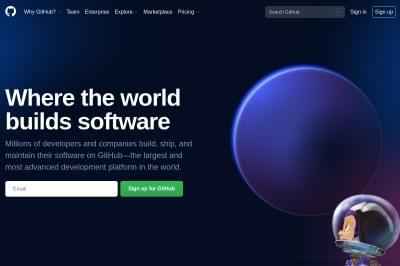 Why GitHub? Team Enterprise Explore Marketplace Pricing Search GitHub / Sign in Sign up
Where the world
builds software
Millions of developers and companies build, ship, and
maintain their software on GitHub—the largest and
most advanced development platform in the world.
Email Sign up for GitHub